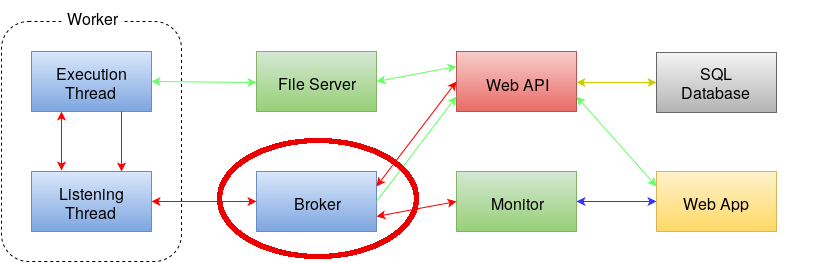 Worker
Execution
Thread
File Server
Web API
SQL
Database
Listening
Thread
Broker
Monitor
Web App